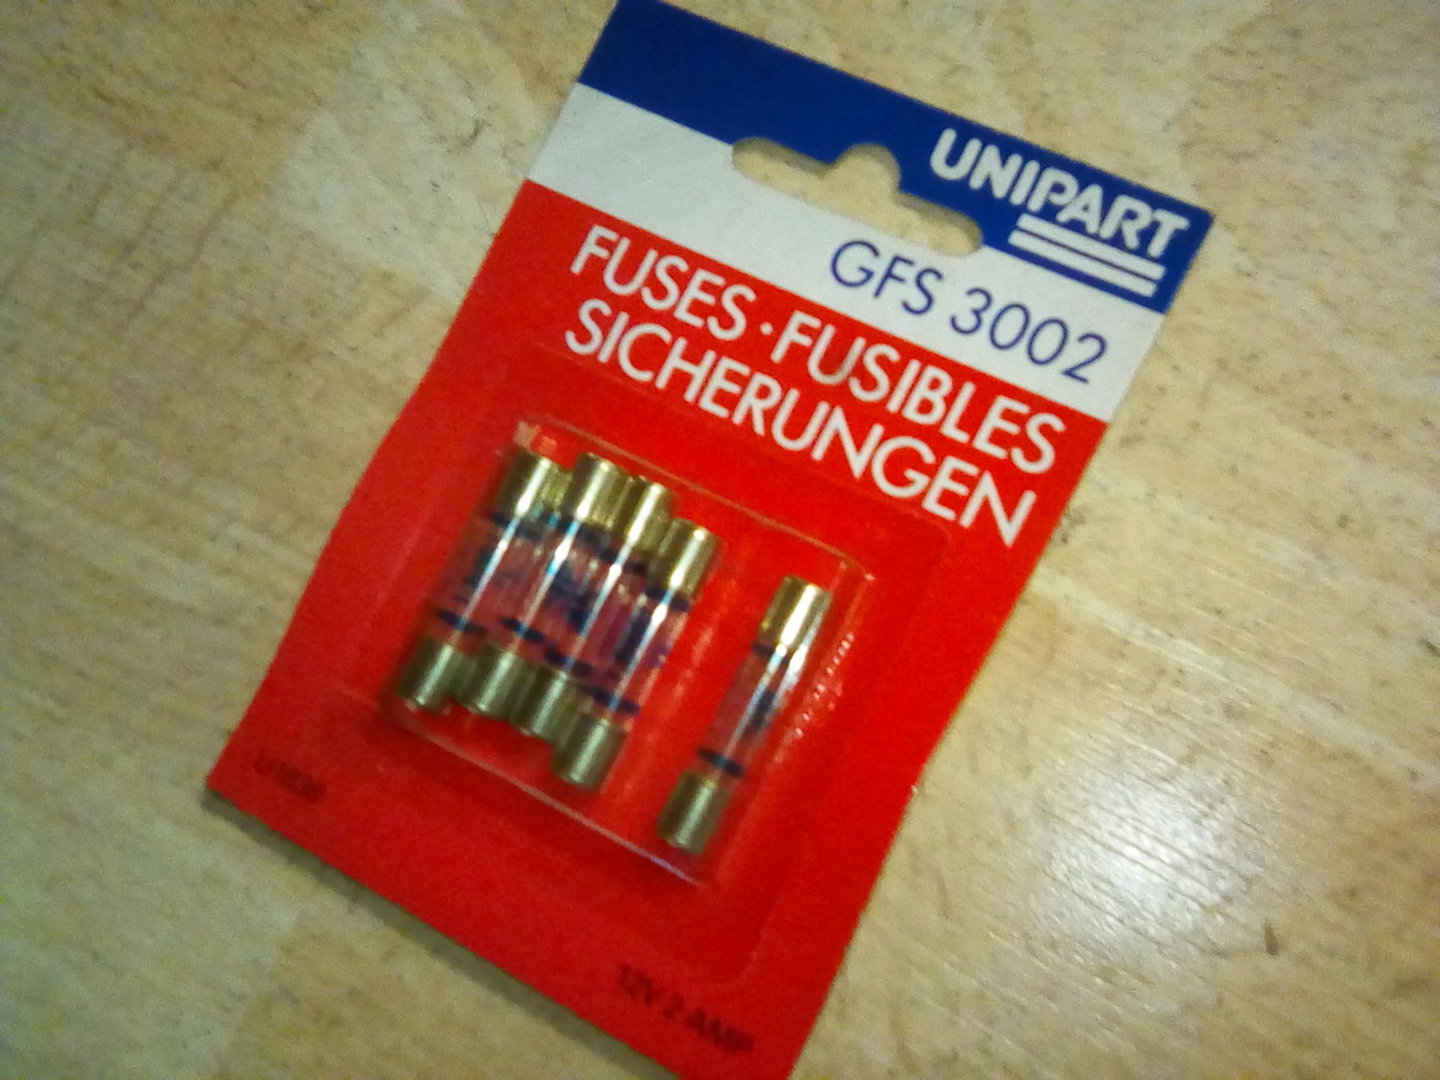 UNIPART
GFS 3002
FUSES · FUSIBLES
SICHERUNGEN
12V 2 AMP